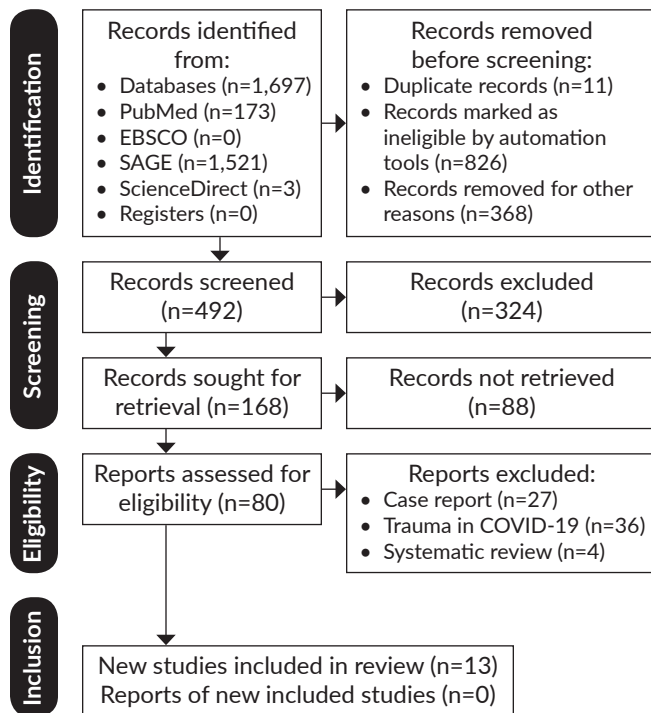 Identification
Records identified
from:
• Databases (n=1,697)
• PubMed (n=173)
• EBSCO (n=0)
• SAGE (n=1,521)
• ScienceDirect (n=3)
• Registers (n=0)
Records removed
before screening:
• Duplicate records (n=11)
• Records marked as
ineligible by automation
tools (n=826)
• Records removed for other
reasons (n=368)
Screening
Records screened
(n=492)
Records excluded
(n=324)
Records sought for
retrieval (n=168)
Records not retrieved
(n=88)
Eligibility
Reports assessed for
eligibility (n=80)
Reports excluded:
• Case report (n=27)
• Trauma in COVID-19 (n=36)
• Systematic review (n=4)
Inclusion
New studies included in review (n=13)
Reports of new included studies (n=0)